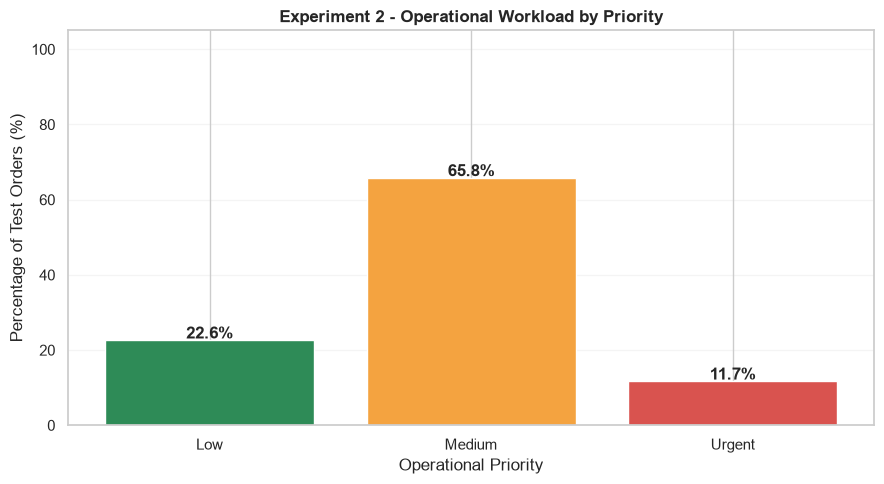 Experiment 2 - Operational Workload by Priority
Percentage of Test Orders (%)
100
80
60
40
20
0
22.6%
65.8%
11.7%
Low
Medium
Urgent
Operational Priority